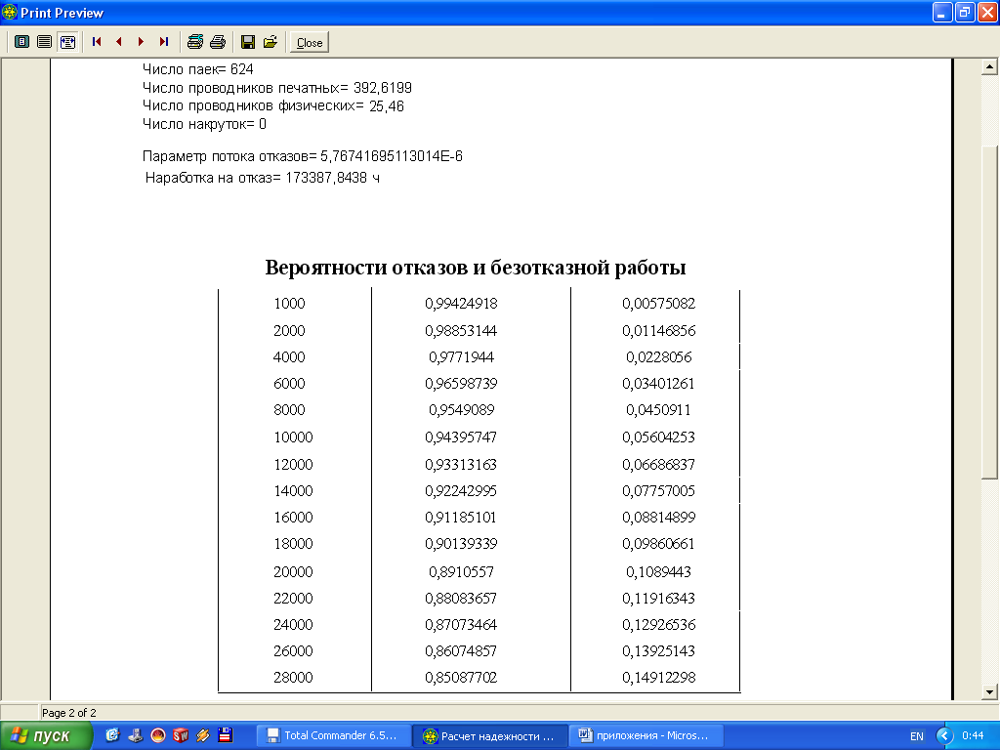 Print Preview
Close
Число паек= 624
Число проводников печатных= 392,6199
Число проводников физических= 25,46
Число накруток= 0
Параметр потока отказов= 5,76741695113014E-6
Наработка на отказ= 173387,8438 ч
Вероятности отказов и безотказной работы
1000 0,99424918 0,00575082
2000 0,98853144 0,01146856
4000 0,9771944 0,0228056
6000 0,96598739 0,03401261
8000 0,9549089 0,0450911
10000 0,94395747 0,05604253
12000 0,93313163 0,06686837
14000 0,92242995 0,07757005
16000 0,91185101 0,08814899
18000 0,90139339 0,09860661
20000 0,8910557 0,1089443
22000 0,88083657 0,11916343
24000 0,87073464 0,12926536
26000 0,86074857 0,13925143
28000 0,85087702 0,14912298
Page 2 of 2
пуск Total Commander 6.5... Расчет надежности ... приложения - Micros... EN 0:44